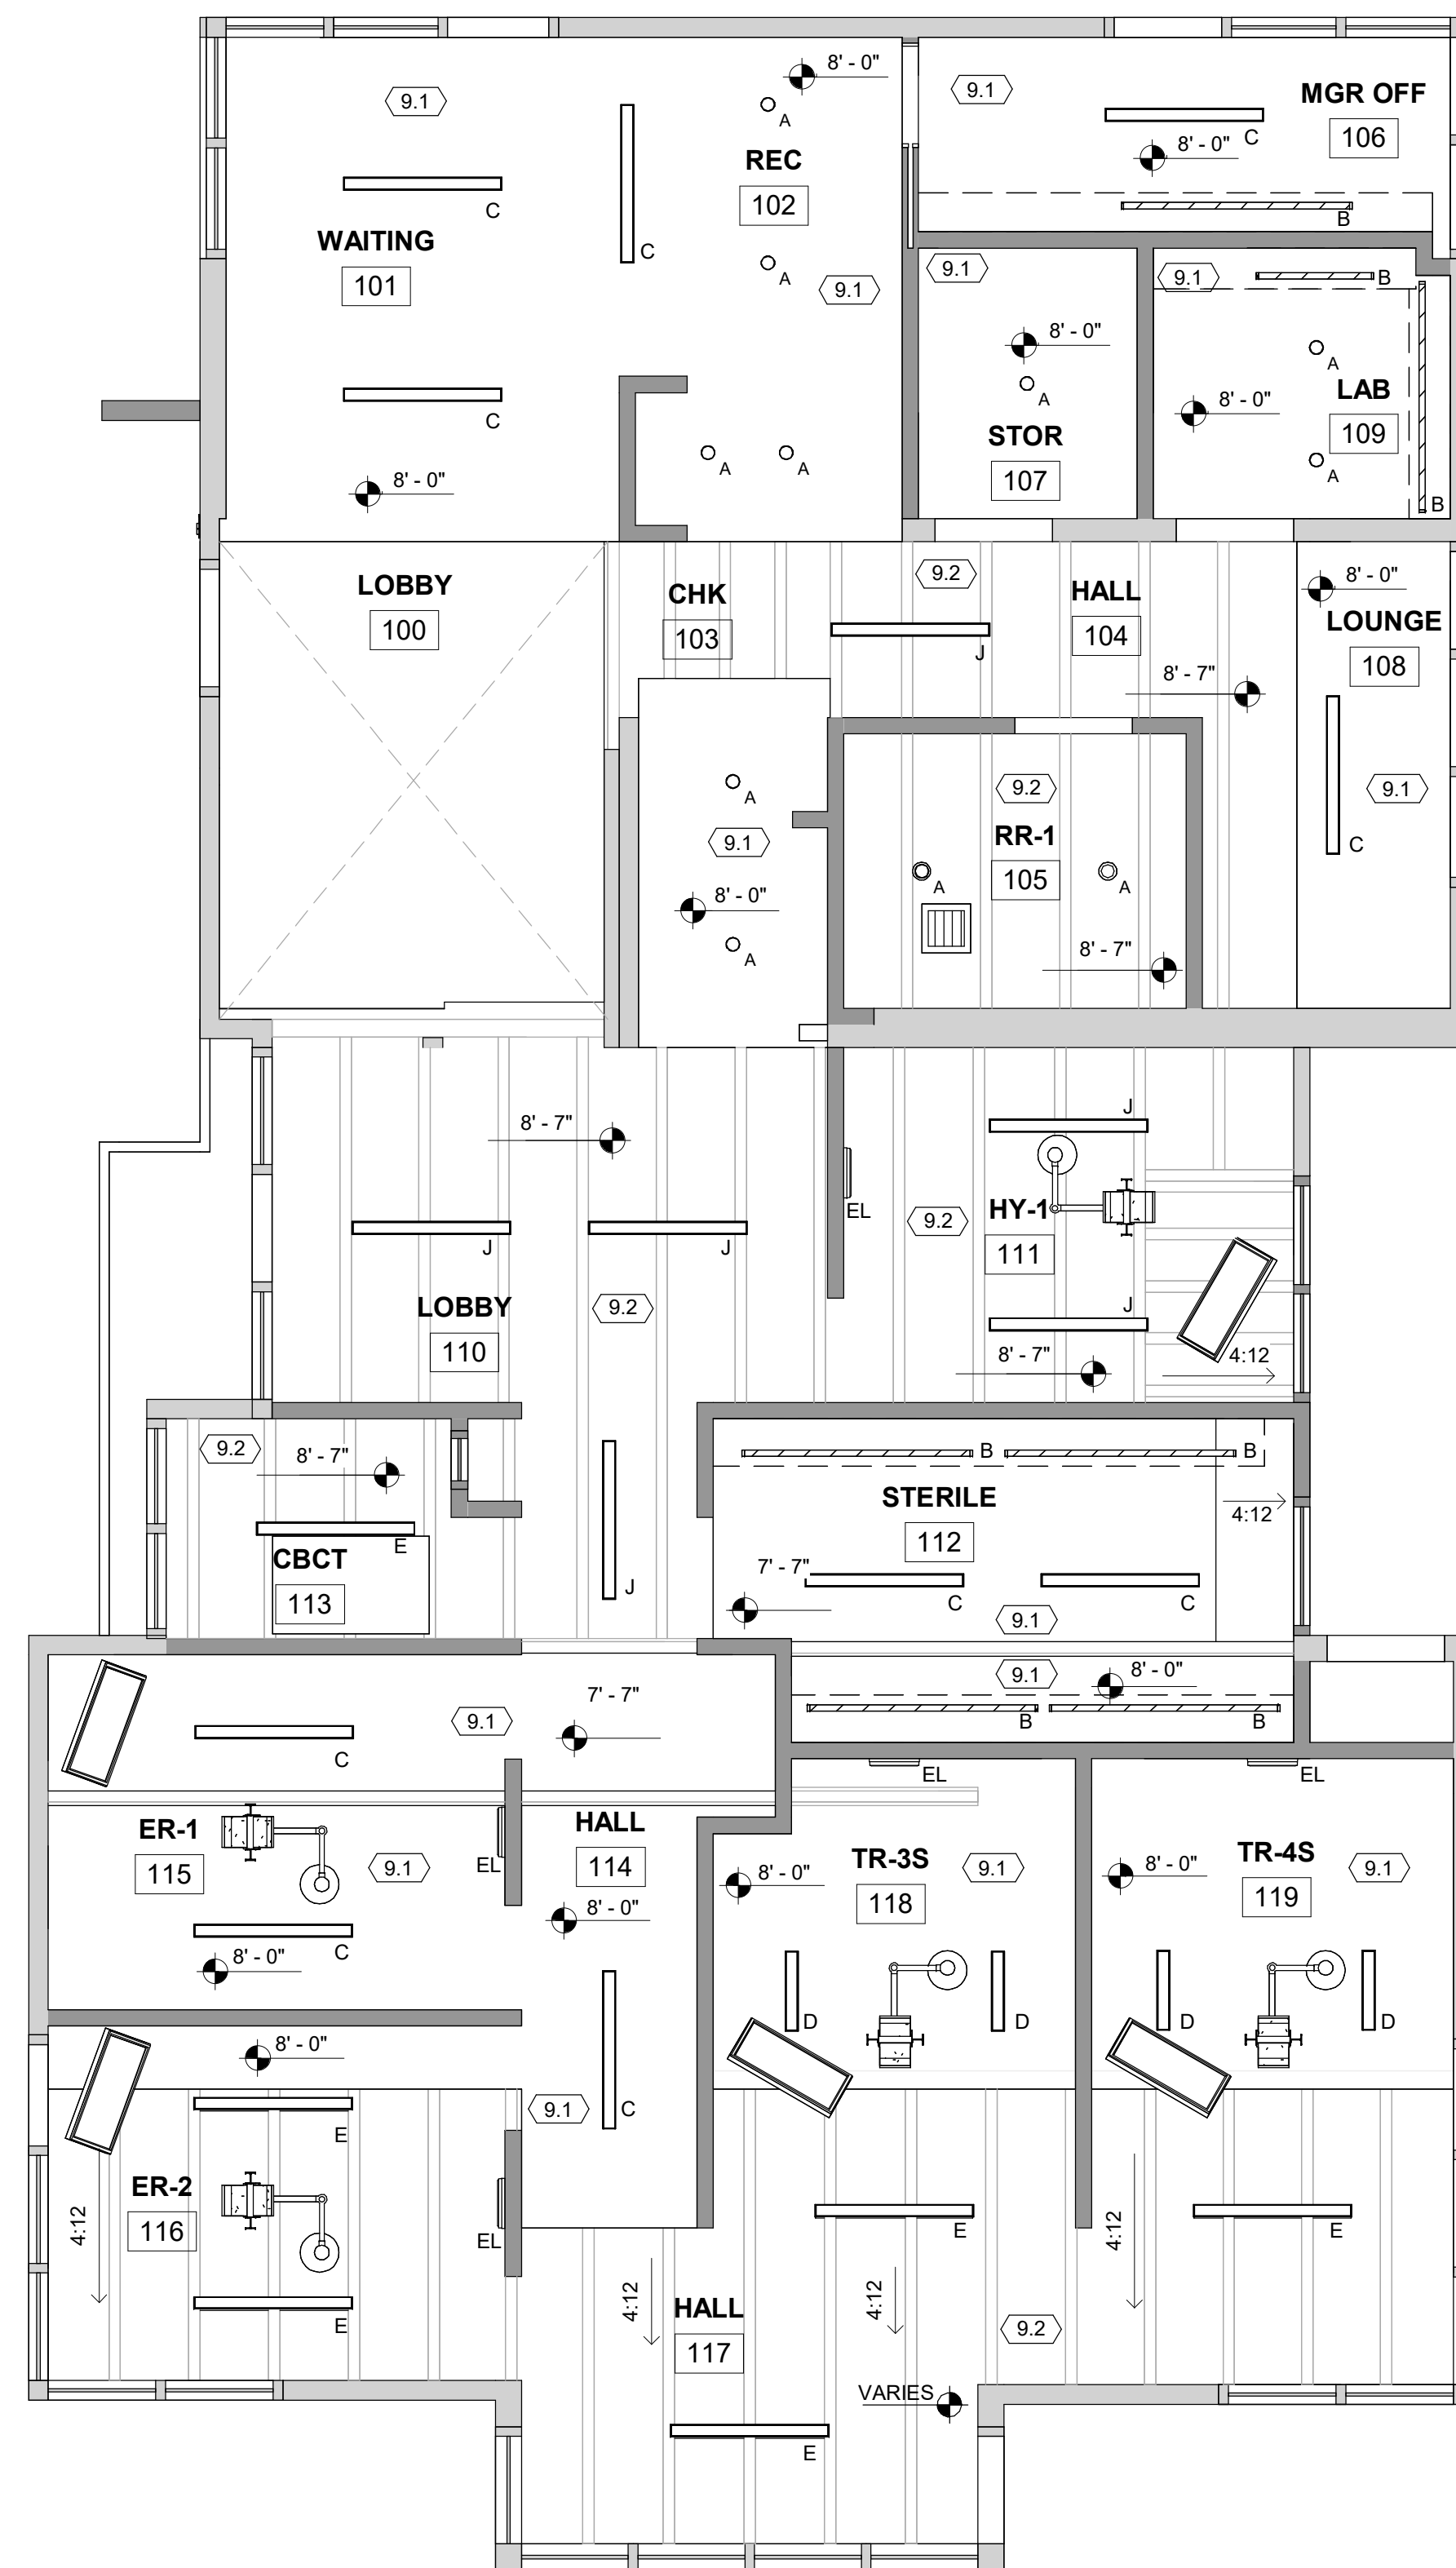 8' - 0"
9.1
9.1
MGR OFF
106
A
8' - 0"
C
REC
102
C
B
WAITING
101
C
A
9.1
9.1
9.1
B
8' - 0"
A
A
LAB
109
8' - 0"
C
STOR
107
A
A
A
8' - 0"
B
LOBBY
100
CHK
103
9.2
HALL
104
8' - 0"
LOUNGE
108
J
8' - 7"
A
9.1
8' - 0"
A
9.2
RR-1
105
A
A
8' - 7"
9.1
C
8' - 7"
J
EL
9.2
HY-1
111
J
J
LOBBY
110
9.2
J
8' - 7"
4:12
9.2
8' - 7"
B
B
STERILE
112
4:12
E
CBCT
113
J
7' - 7"
C
C
9.1
9.1
8' - 0"
B
B
7' - 7"
9.1
C
EL
EL
ER-1
115
9.1
EL
HALL
114
8' - 0"
TR-3S
118
9.1
8' - 0"
TR-4S
119
9.1
8' - 0"
C
8' - 0"
D
D
D
D
8' - 0"
E
9.1
C
ER-2
116
4:12
EL
E
4:12
HALL
117
4:12
E
9.2
4:12
E
VARIES
E